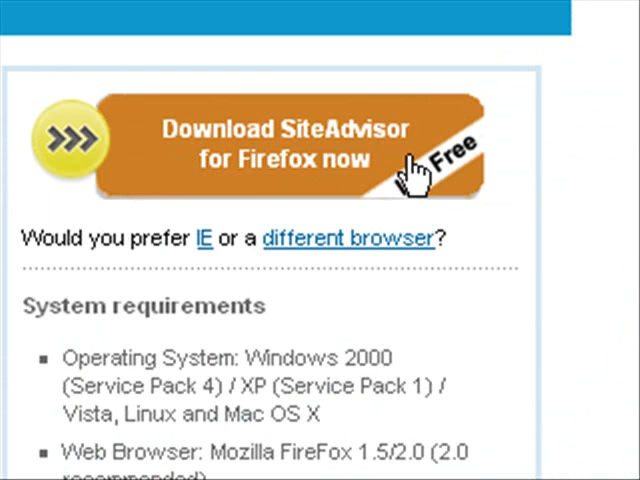 Download SiteAdvisor
for Firefox now
Free
Would you prefer IE or a different browser?
System requirements
Operating System: Windows 2000
(Service Pack 4) / XP (Service Pack 1) /
Vista, Linux and Mac OS X
Web Browser: Mozilla FireFox 1.5/2.0 (2.0
recommended)